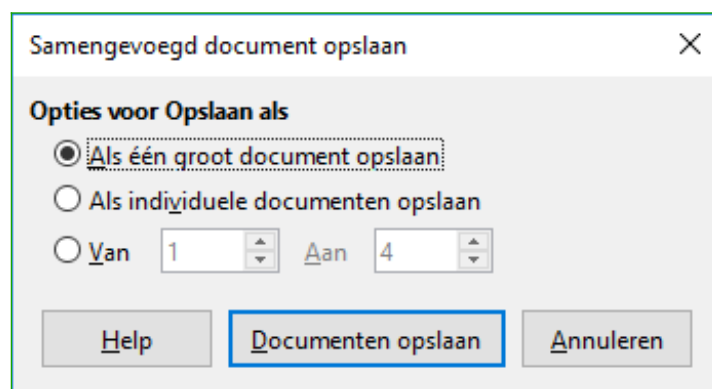 Samengevoegd document opslaan
Opties voor Opslaan als
Als één groot document opslaan
Als individuele documenten opslaan
Van 1 Aan 4
Help Documenten opslaan Annuleren